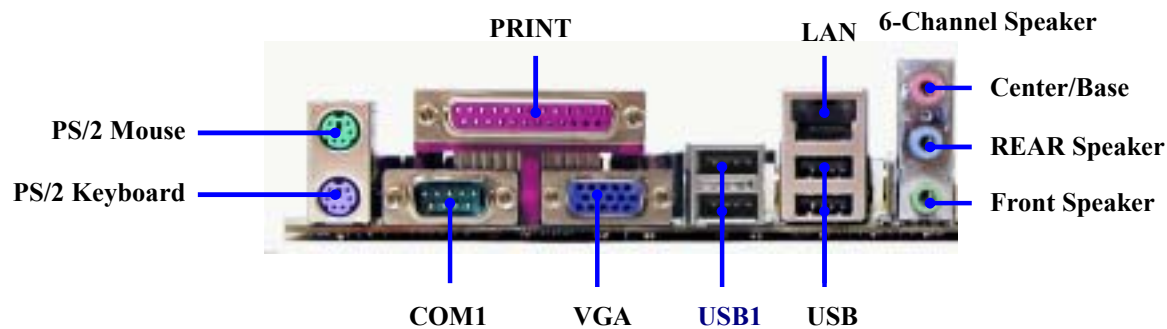 6-Channel Speaker
PRINT
LAN
Center/Base
PS/2 Mouse
REAR Speaker
PS/2 Keyboard
Front Speaker
COM1
VGA
USB1
USB